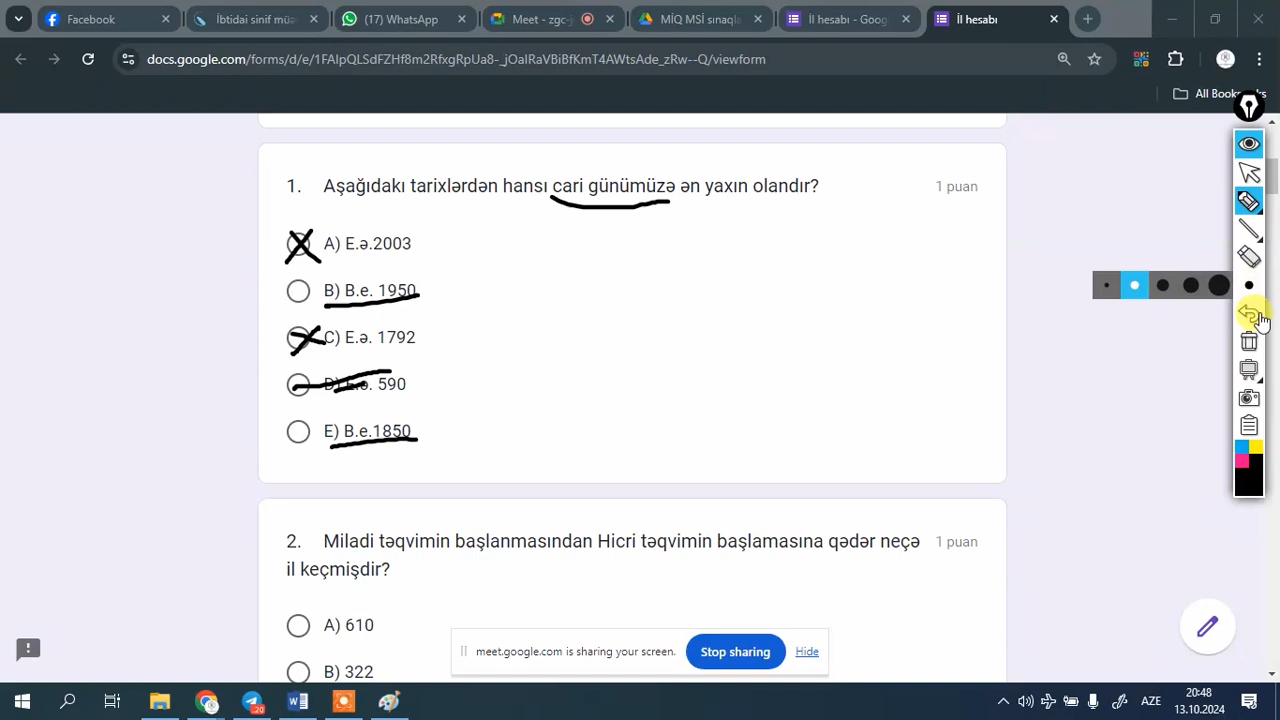 Facebook
İbtidai sinif müə
(17) WhatsApp
Meet - zgc-j
MİQ MSİ sınaqla
İl hesabı - Goog
İl hesabı
docs.google.com/forms/d/e/1FAIpQLSdFZHf8m2RfkgRpUa8-_jOalRaVBiBfKmT4AWtsAde_zRw--Q/viewform
All Bookmarks
1. Aşağıdakı tarixlərdən hansı cari günümüzə ən yaxın olandır?
1 puan
A) E.ə.2003
B) B.e. 1950
C) E.ə. 1792
D) E.ə. 590
E) B.e.1850
2. Miladi təqvimin başlanmasından Hicri təqvimin başlamasına qədər neçə
il keçmişdir?
1 puan
A) 610
B) 322
meet.google.com is sharing your screen.
Stop sharing
Hide
20
AZE
20:48
13.10.2024